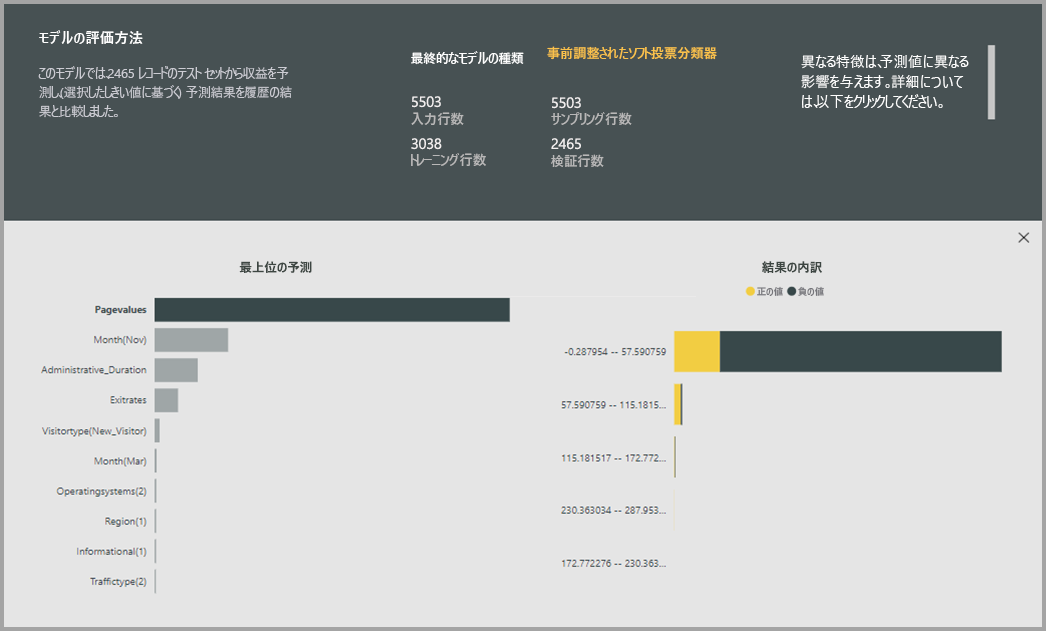 モデルの評価方法
このモデルでは、2465 レコードのテスト セットから収益を予
測し、(選択したしきい値に基づく) 予測結果を履歴の結
果と比較しました。
最終的なモデルの種類
事前調整されたソフト投票分類器
5503
入力行数
5503
サンプリング行数
3038
トレーニング行数
2465
検証行数
異なる特徴は、予測値に異なる
影響を与えます。詳細について
は、以下をクリックしてください。
最上位の予測
Pagevalues
Month(Nov)
Administrative_Duration
Exitrates
Visitortype(New_Visitor)
Month(Mar)
Operatingsystems(2)
Region(1)
Informational(1)
Traffictype(2)
結果の内訳
正の値 負の値
-0.287954 -- 57.590759
57.590759 -- 115.1815...
115.181517 -- 172.772...
230.363034 -- 287.953...
172.772276 -- 230.363...